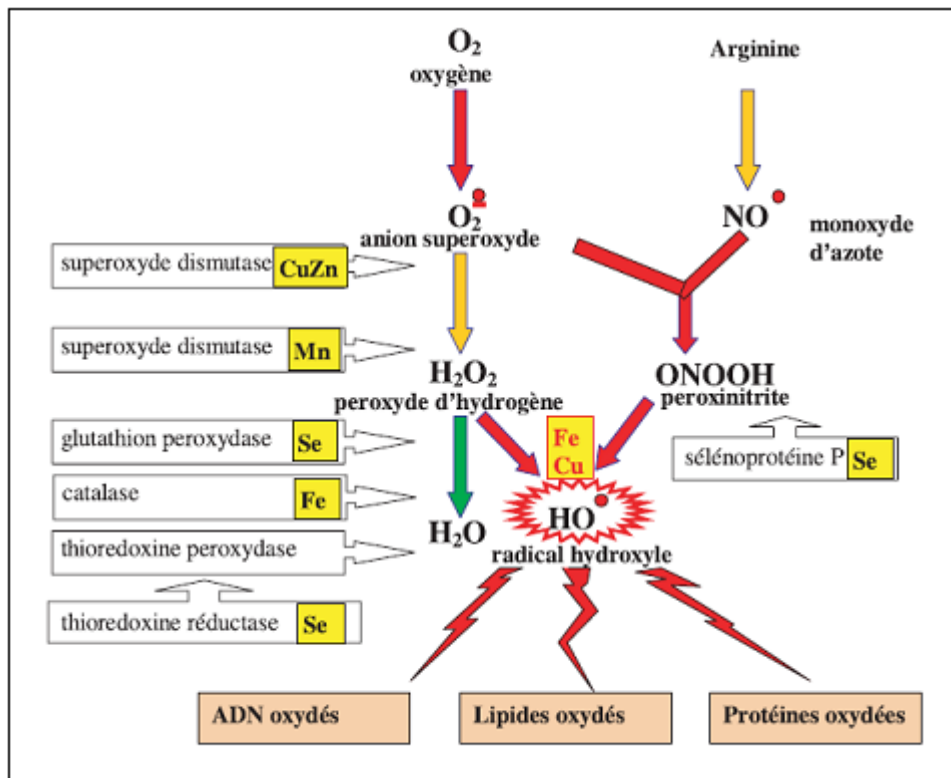 O₂
oxygène
Arginine
O₂
anion superoxyde
NO•
monoxyde
d'azote
superoxyde dismutase CuZn
superoxyde dismutase Mn
H₂O₂
peroxyde d'hydrogène
ONOOH
peroxinitrite
glutathion peroxydase Se
Fe
Cu
sélénoprotéine P Se
catalase Fe
H₂O
HO•
radical hydroxyle
thioredoxine peroxydase
thioredoxine réductase Se
ADN oxydés
Lipides oxydés
Protéines oxydées